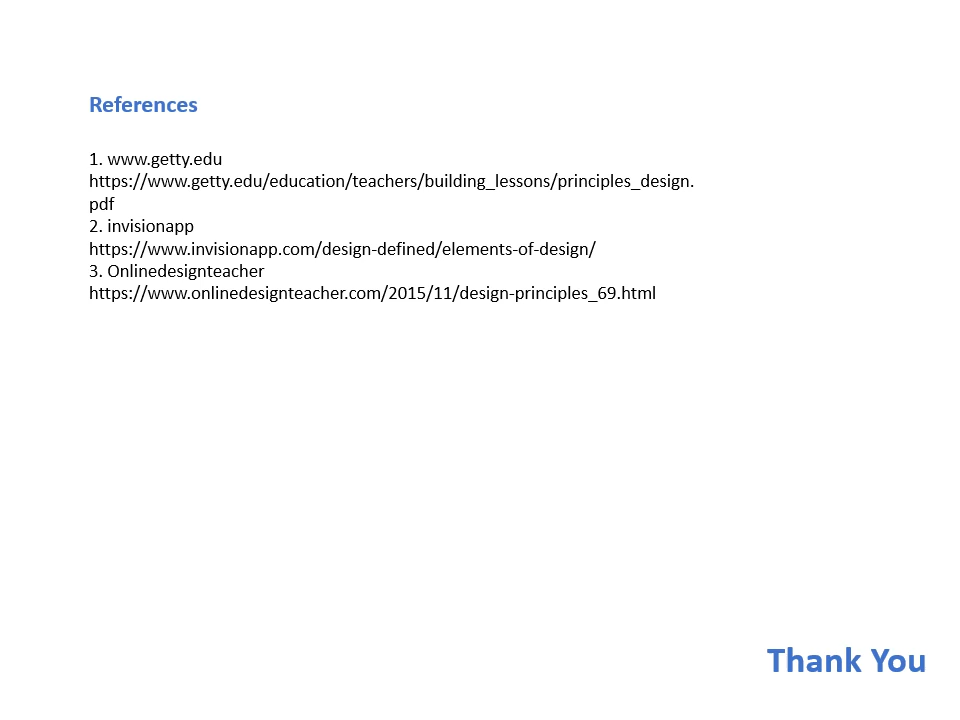 References
1. www.getty.edu
https://www.getty.edu/education/teachers/building_lessons/principles_design.
pdf
2. invisionapp
https://www.invisionapp.com/design-defined/elements-of-design/
3. Onlinedesignteacher
https://www.onlinedesignteacher.com/2015/11/design-principles_69.html
Thank You